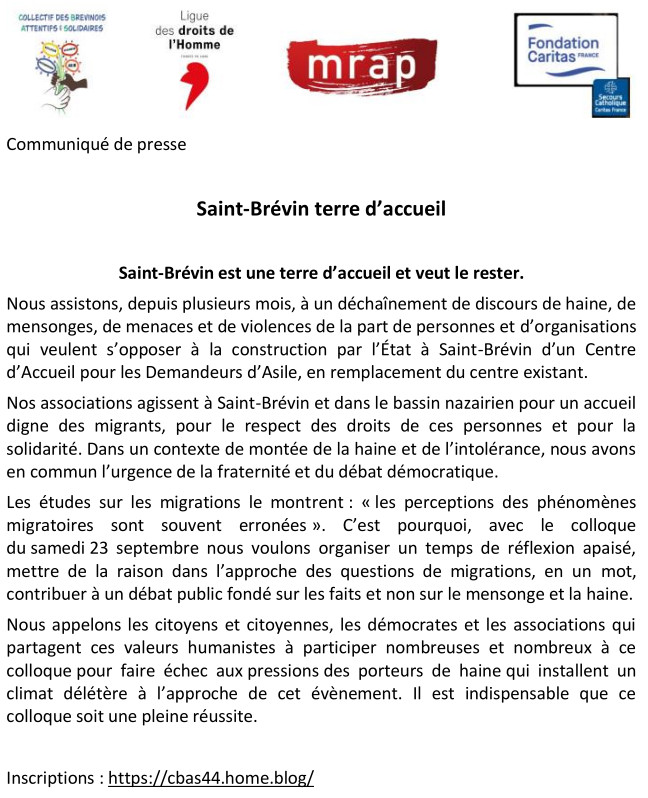 COLLECTIF DES BREVINOIS
ATTENTIFS & SOLIDAIRES
Ligue
des droits de
l'Homme
FONDÉE EN 1898
mrap
Fondation
Caritas FRANCE
Secours
Catholique
Caritas France
Communiqué de presse
Saint-Brévin terre d’accueil
Saint-Brévin est une terre d’accueil et veut le rester.
Nous assistons, depuis plusieurs mois, à un déchaînement de discours de haine, de
mensonges, de menaces et de violences de la part de personnes et d’organisations
qui veulent s’opposer à la construction par l’État à Saint-Brévin d’un Centre
d’Accueil pour les Demandeurs d’Asile, en remplacement du centre existant.
Nos associations agissent à Saint-Brévin et dans le bassin nazairien pour un accueil
digne des migrants, pour le respect des droits de ces personnes et pour la
solidarité. Dans un contexte de montée de la haine et de l’intolérance, nous avons
en commun l’urgence de la fraternité et du débat démocratique.
Les études sur les migrations le montrent : « les perceptions des phénomènes
migratoires sont souvent erronées ». C’est pourquoi, avec le colloque
du samedi 23 septembre nous voulons organiser un temps de réflexion apaisé,
mettre de la raison dans l’approche des questions de migrations, en un mot,
contribuer à un débat public fondé sur les faits et non sur le mensonge et la haine.
Nous appelons les citoyens et citoyennes, les démocrates et les associations qui
partagent ces valeurs humanistes à participer nombreuses et nombreux à ce
colloque pour faire échec aux pressions des porteurs de haine qui installent un
climat délétère à l’approche de cet évènement. Il est indispensable que ce
colloque soit une pleine réussite.
Inscriptions : https://cbas44.home.blog/